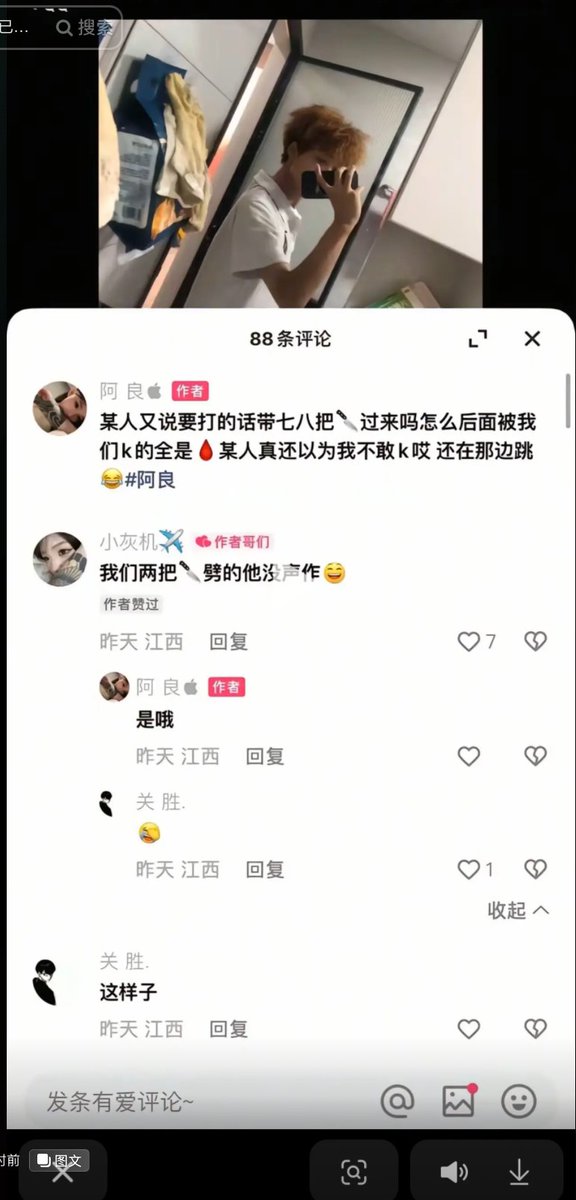 已... 搜索
88条评论
阿 良 作者
某人又说要打的话带七八把🔪过来吗怎么后面被我
们k的全是🩸某人真还以为我不敢k哎 还在那边跳
😂#阿良
小灰机✈️ 作者哥们
我们两把🔪劈的他没声作😄
作者赞过
昨天 江西 回复 7
阿 良 作者
是哦
昨天 江西 回复
关 胜.
昨天 江西 回复 1
收起
关 胜.
这样子
昨天 江西 回复
发条有爱评论~
时前 图文